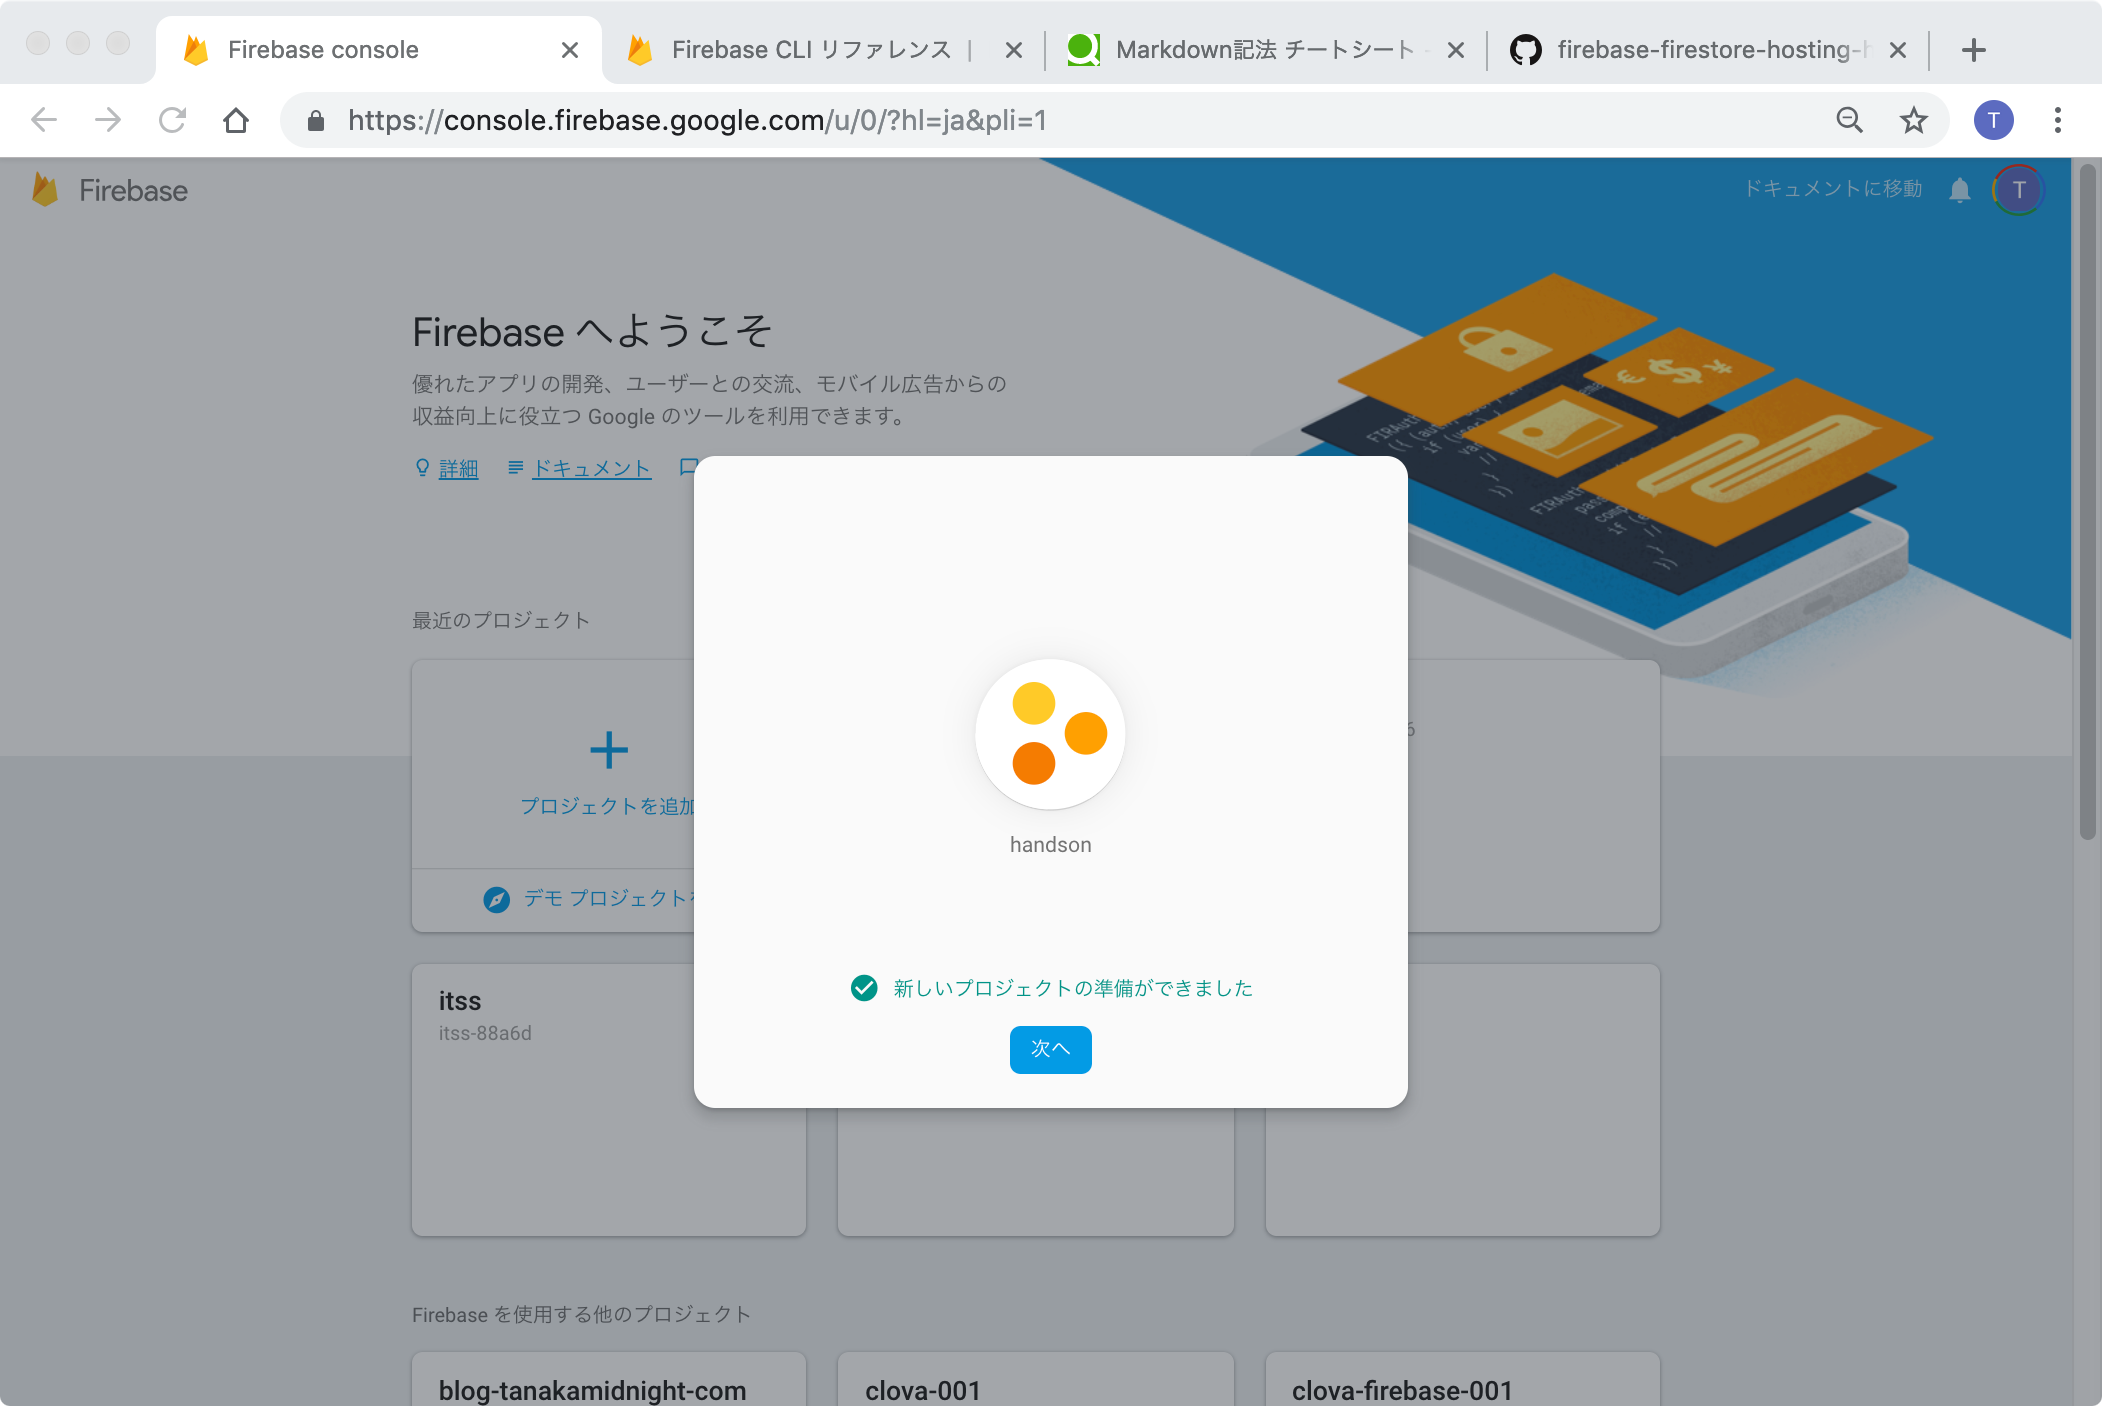 Firebase console
Firebase CLI リファレンス |
Markdown記法 チートシート -
firebase-firestore-hosting-h
https://console.firebase.google.com/u/0/?hl=ja&pli=1
T
Firebase
ドキュメントに移動
T
Firebase へようこそ
優れたアプリの開発、ユーザーとの交流、モバイル広告からの
収益向上に役立つ Google のツールを利用できます。
詳細
ドキュメント
最近のプロジェクト
プロジェクトを追加
デモ プロジェクトを
handson
新しいプロジェクトの準備ができました
次へ
itss
itss-88a6d
Firebase を使用する他のプロジェクト
blog-tanakamidnight-com
clova-001
clova-firebase-001